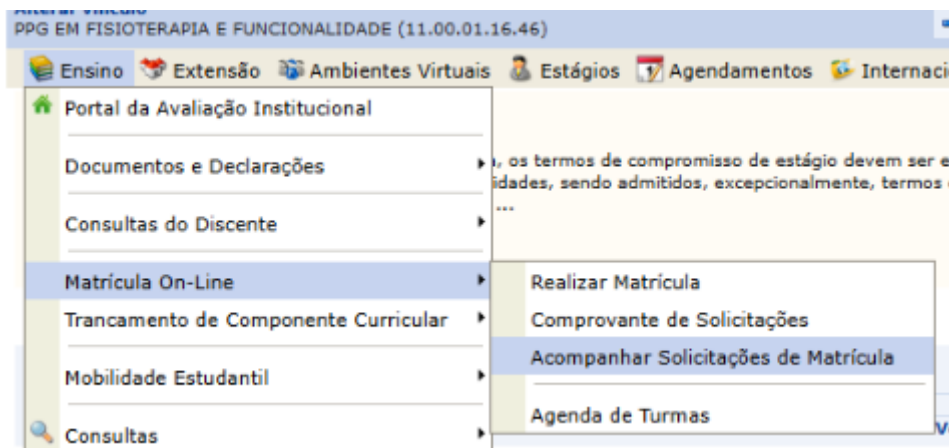 Alterar vínculo
PPG EM FISIOTERAPIA E FUNCIONALIDADE (11.00.01.16.46)
Ensino Extensão Ambientes Virtuais Estágios Agendamentos Internaci
Portal da Avaliação Institucional
Documentos e Declarações
, os termos de compromisso de estágio devem ser e
idades, sendo admitidos, excepcionalmente, termos
...
Consultas do Discente
Matrícula On-Line
Realizar Matrícula
Trancamento de Componente Curricular
Comprovante de Solicitações
Acompanhar Solicitações de Matrícula
Mobilidade Estudantil
Agenda de Turmas
Consultas